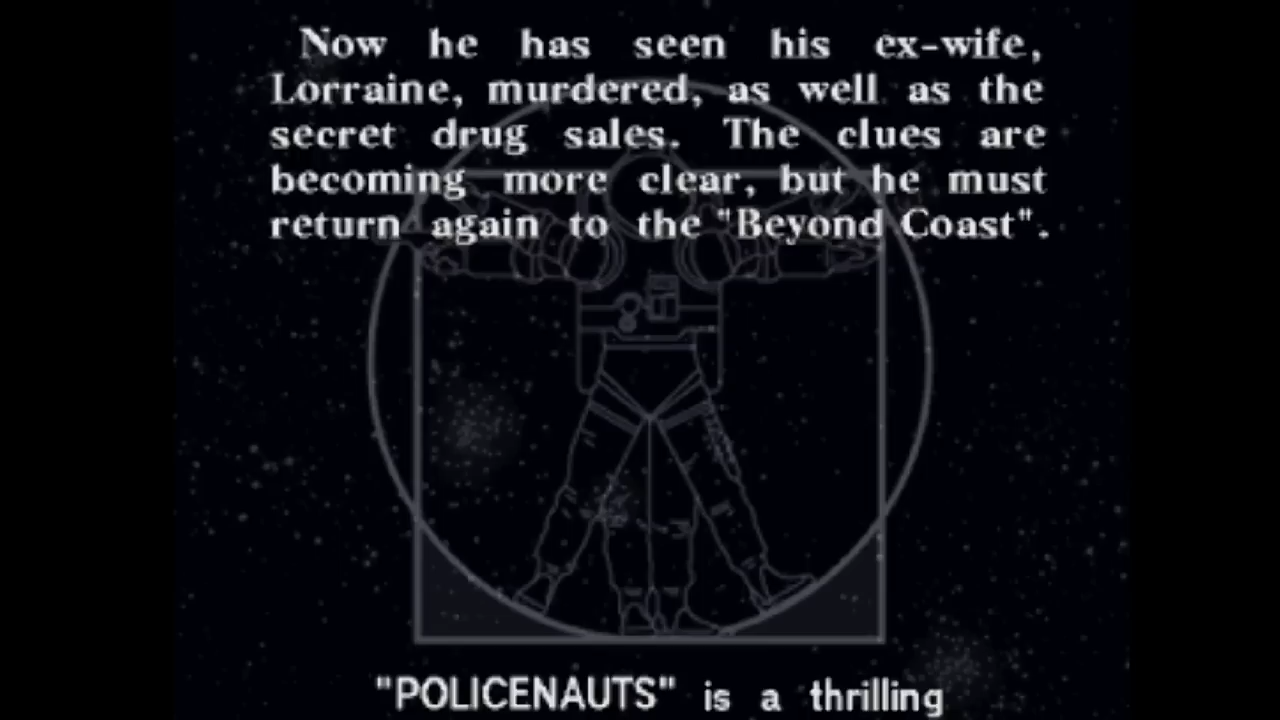 Now he has seen his ex-wife,
Lorraine, murdered, as well as the
secret drug sales. The clues are
becoming more clear, but he must
return again to the "Beyond Coast".
"POLICENAUTS" is a thrilling